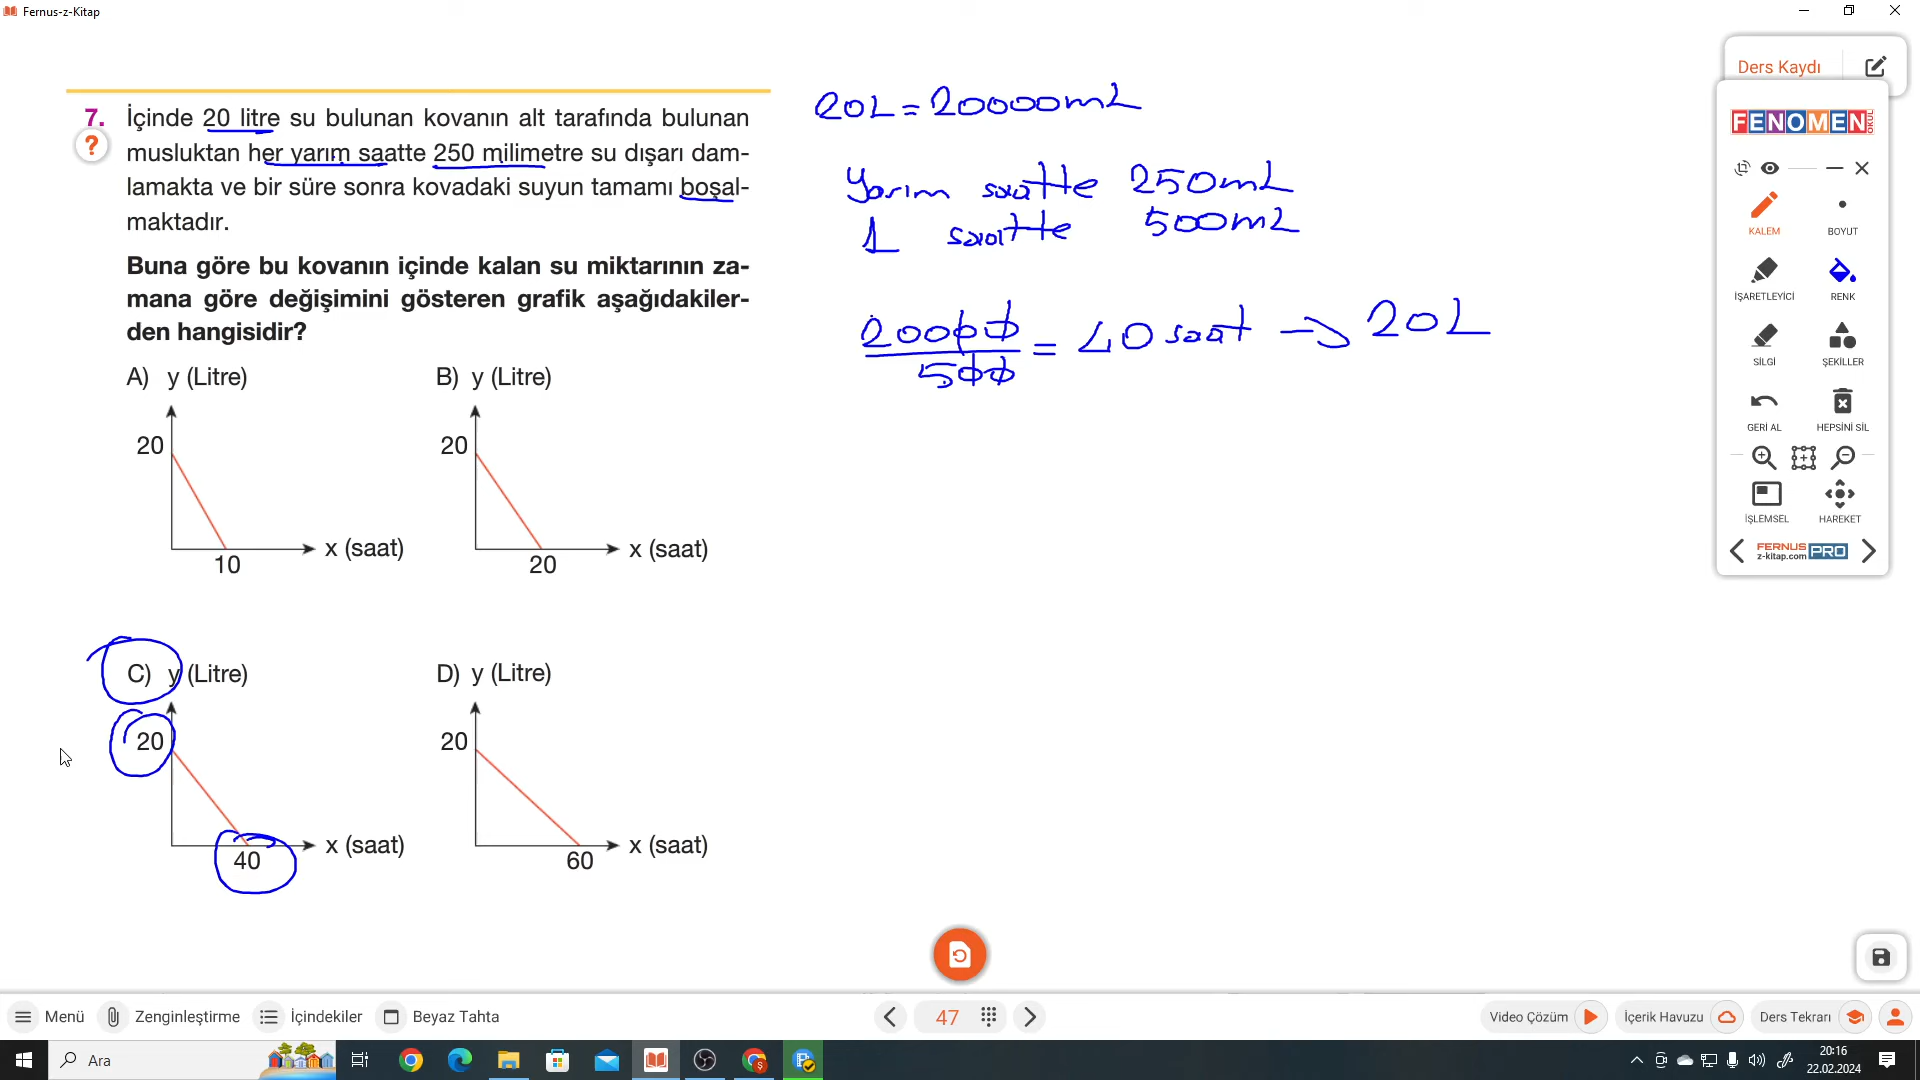 Fernus-z-Kitap
7. İçinde 20 litre su bulunan kovanın alt tarafında bulunan
musluktan her yarım saatte 250 milimetre su dışarı dam-
lamakta ve bir süre sonra kovadaki suyun tamamı boşal-
maktadır.
Buna göre bu kovanın içinde kalan su miktarının za-
mana göre değişimini gösteren grafik aşağıdakiler-
den hangisidir?
A) y (Litre)
20
10
x (saat)
B) y (Litre)
20
20
x (saat)
C) y (Litre)
20
40
x (saat)
D) y (Litre)
20
60
x (saat)
20L = 20000mL
Yarım saatte 250mL
1 saatte 500mL
20000
500
= 40 saat → 20L
Ders Kaydı
FENOMEN OKUL
KALEM
BOYUT
İŞARETLEYİCİ
RENK
SİLGİ
ŞEKİLLER
GERİ AL
HEPSİNİ SİL
İŞLEMSEL
HAREKET
FERNUS
z-kitap.com PRO
Menü
Zenginleştirme
İçindekiler
Beyaz Tahta
47
Video Çözüm
İçerik Havuzu
Ders Tekrarı
Ara
20:16
22.02.2024